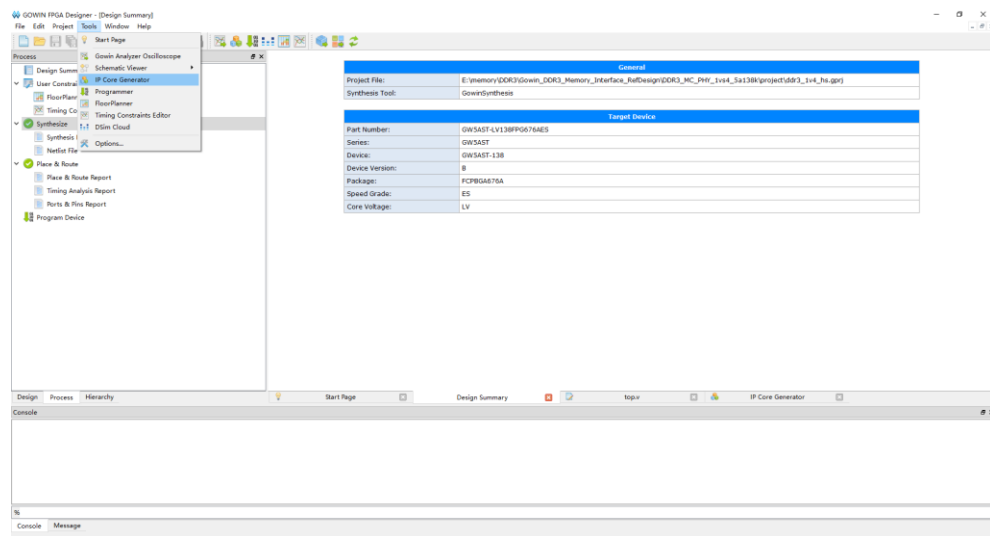 GOWIN FPGA Designer - [Design Summary]
File Edit Project Tools Window Help
Start Page
Gowin Analyzer Oscilloscope
Schematic Viewer
IP Core Generator
Programmer
FloorPlanner
Timing Constraints Editor
DSim Cloud
Options...
Process
Design Summ
User Constrai
FloorPlann
Timing Co
Synthesize
Synthesis
Netlist File
Place & Route
Place & Route Report
Timing Analysis Report
Ports & Pins Report
Program Device
General
Project File: E:\memory\DDR3\Gowin_DDR3_Memory_Interface_RefDesign\DDR3_MC_PHY_1vs4_5a138k\project\ddr3_1v4_hs.gprj
Synthesis Tool: GowinSynthesis
Target Device
Part Number: GW5AST-LV138FPG676AES
Series: GW5AST
Device: GW5AST-138
Device Version: B
Package: FCPBGA676A
Speed Grade: ES
Core Voltage: LV
Design Process Hierarchy
Start Page Design Summary top.v IP Core Generator
Console
%
Console Message